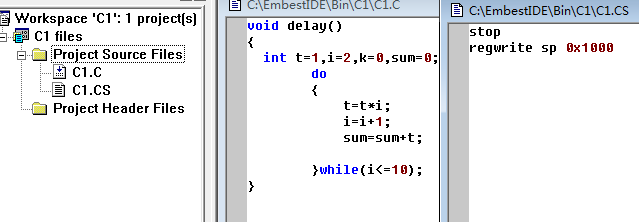 Workspace 'C1': 1 project(s)
C1 files
Project Source Files
C1.C
C1.CS
Project Header Files
C:\EmbestIDE\Bin\C1\C1.C
void delay()
{
int t=1,i=2,k=0,sum=0;
do
{
t=t*i;
i=i+1;
sum=sum+t;
}while(i<=10);
}
C:\EmbestIDE\Bin\C1\C1.CS
stop
regwrite sp 0x1000